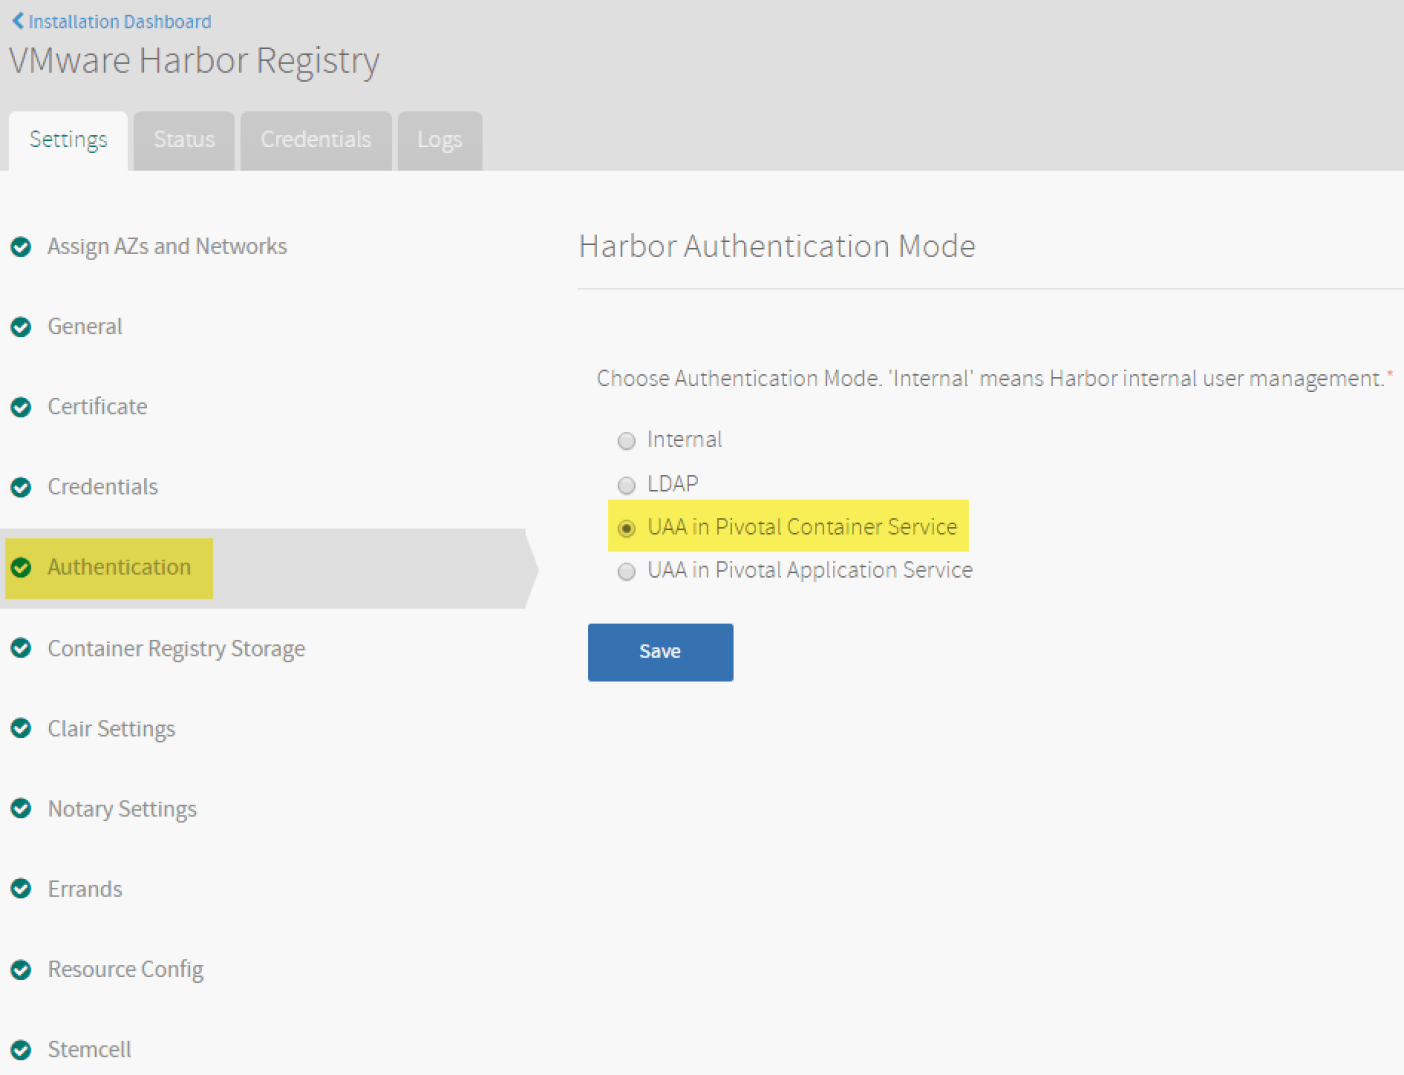 Installation Dashboard
VMware Harbor Registry
Settings
Status
Credentials
Logs
Assign AZs and Networks
General
Certificate
Credentials
Authentication
Container Registry Storage
Clair Settings
Notary Settings
Errands
Resource Config
Stemcell
Harbor Authentication Mode
Choose Authentication Mode. 'Internal' means Harbor internal user management.*
Internal
LDAP
UAA in Pivotal Container Service
UAA in Pivotal Application Service
Save